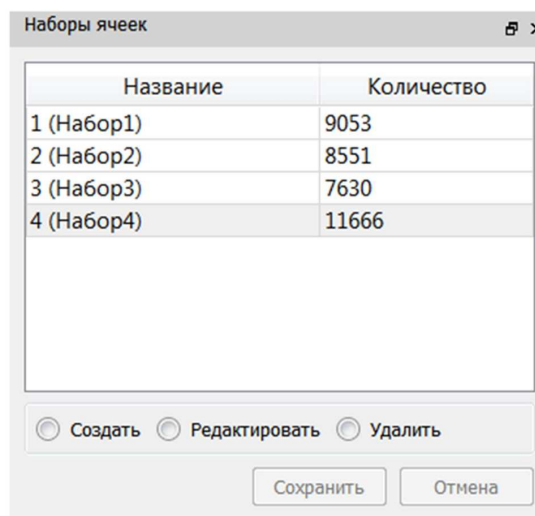 Наборы ячеек
Название Количество
1 (Набор1) 9053
2 (Набор2) 8551
3 (Набор3) 7630
4 (Набор4) 11666
Создать Редактировать Удалить
Сохранить Отмена